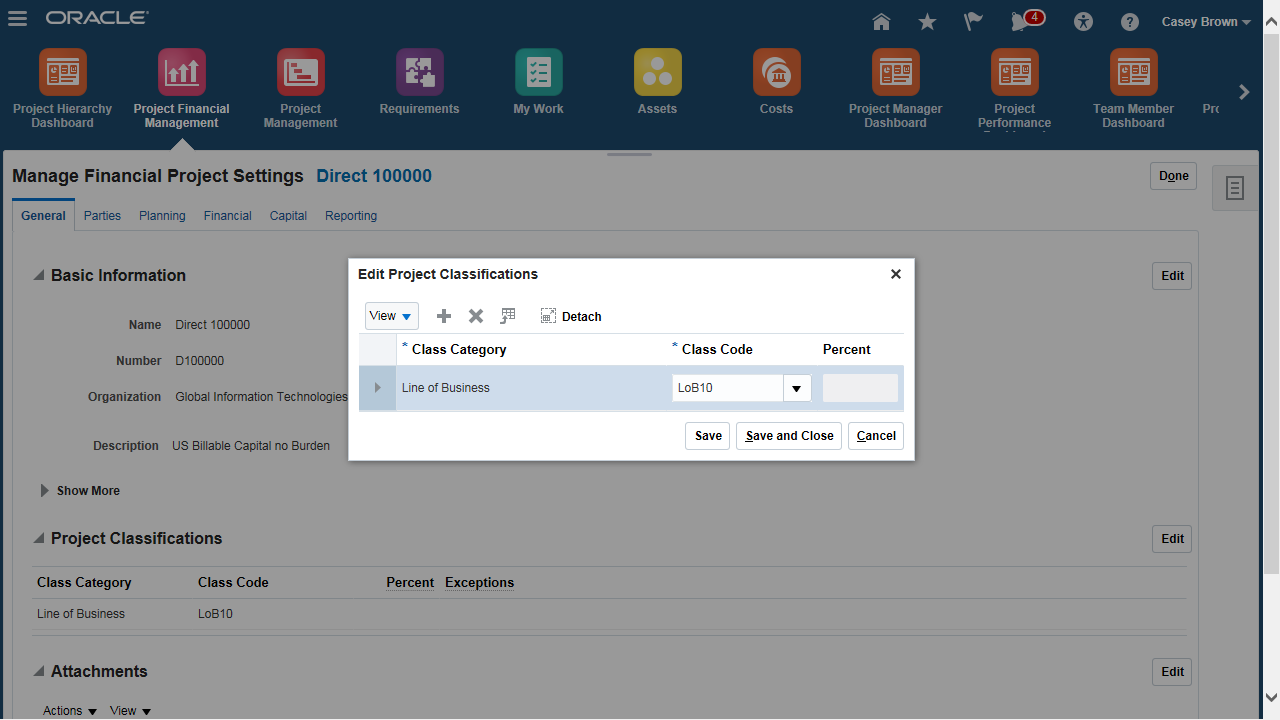 ORACLE
4
Casey Brown
Project Hierarchy Dashboard
Project Financial Management
Project Management
Requirements
My Work
Assets
Costs
Project Manager Dashboard
Project Performance
Team Member Dashboard
Manage Financial Project Settings Direct 100000
Done
General Parties Planning Financial Capital Reporting
Basic Information
Edit
Name Direct 100000
Number D100000
Organization Global Information Technologies
Description US Billable Capital no Burden
Show More
Edit Project Classifications
View Detach
* Class Category * Class Code Percent
Line of Business LoB10
Save Save and Close Cancel
Project Classifications
Edit
Class Category Class Code Percent Exceptions
Line of Business LoB10
Attachments
Edit
Actions View